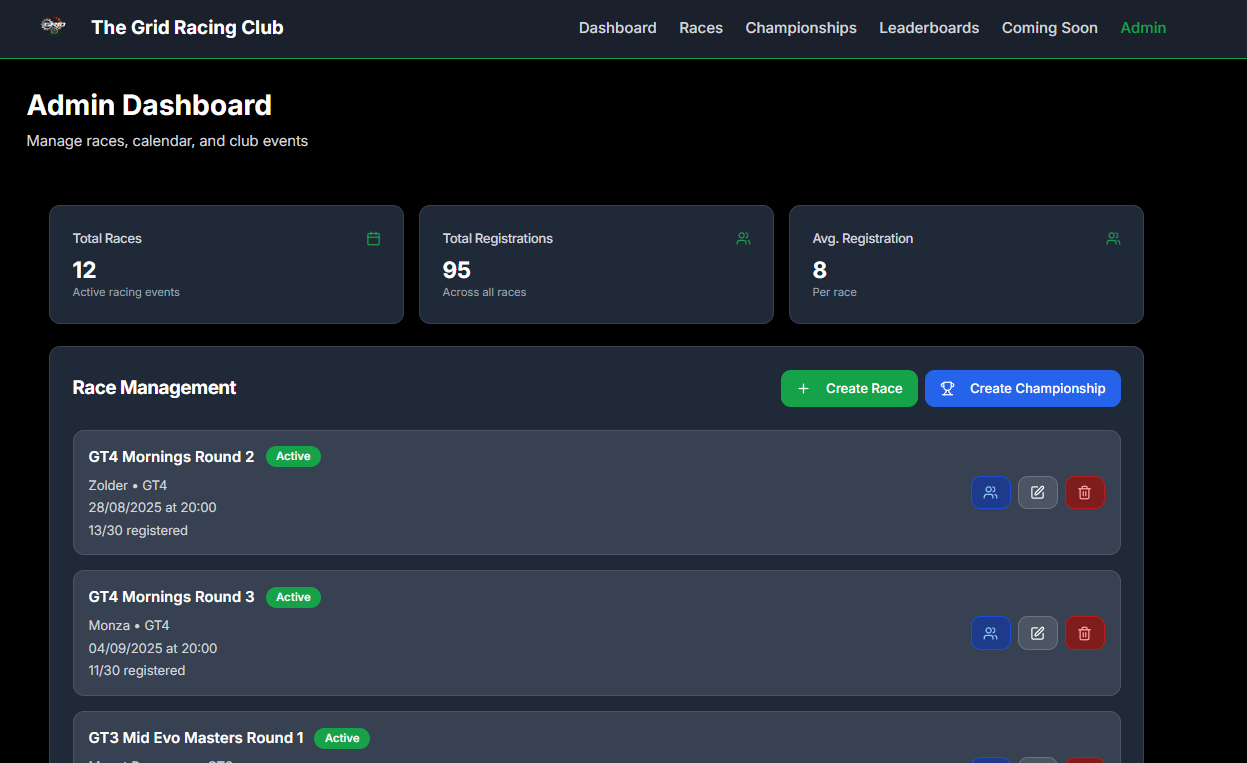 GRID
The Grid Racing Club
Dashboard
Races
Championships
Leaderboards
Coming Soon
Admin
Admin Dashboard
Manage races, calendar, and club events
Total Races
12
Active racing events
Total Registrations
95
Across all races
Avg. Registration
8
Per race
Race Management
Create Race
Create Championship
GT4 Mornings Round 2
Active
Zolder • GT4
28/08/2025 at 20:00
13/30 registered
GT4 Mornings Round 3
Active
Monza • GT4
04/09/2025 at 20:00
11/30 registered
GT3 Mid Evo Masters Round 1
Active